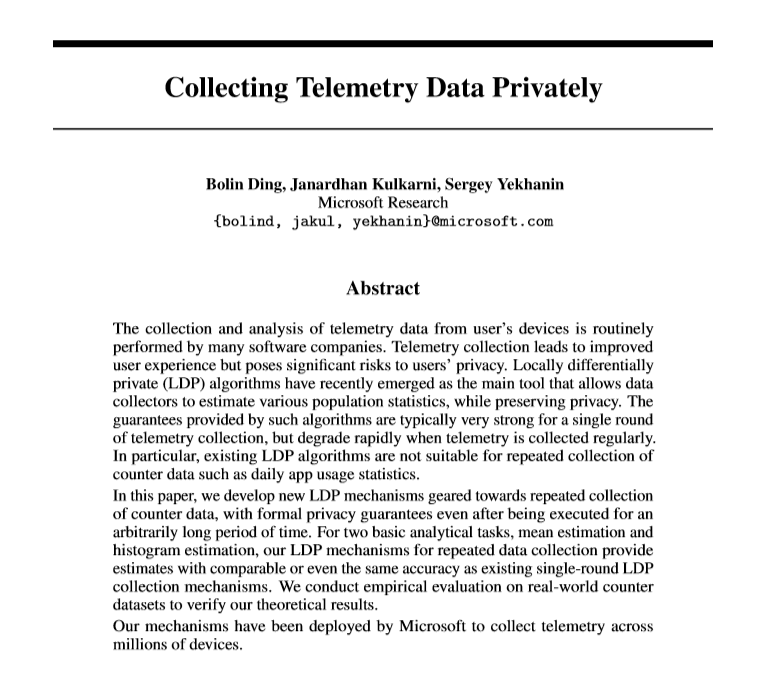 Collecting Telemetry Data Privately
Bolin Ding, Janardhan Kulkarni, Sergey Yekhanin
Microsoft Research
{bolind, jakul, yekhanin}@microsoft.com
Abstract
The collection and analysis of telemetry data from user's devices is routinely
performed by many software companies. Telemetry collection leads to improved
user experience but poses significant risks to users' privacy. Locally differentially
private (LDP) algorithms have recently emerged as the main tool that allows data
collectors to estimate various population statistics, while preserving privacy. The
guarantees provided by such algorithms are typically very strong for a single round
of telemetry collection, but degrade rapidly when telemetry is collected regularly.
In particular, existing LDP algorithms are not suitable for repeated collection of
counter data such as daily app usage statistics.
In this paper, we develop new LDP mechanisms geared towards repeated collection
of counter data, with formal privacy guarantees even after being executed for an
arbitrarily long period of time. For two basic analytical tasks, mean estimation and
histogram estimation, our LDP mechanisms for repeated data collection provide
estimates with comparable or even the same accuracy as existing single-round LDP
collection mechanisms. We conduct empirical evaluation on real-world counter
datasets to verify our theoretical results.
Our mechanisms have been deployed by Microsoft to collect telemetry across
millions of devices.